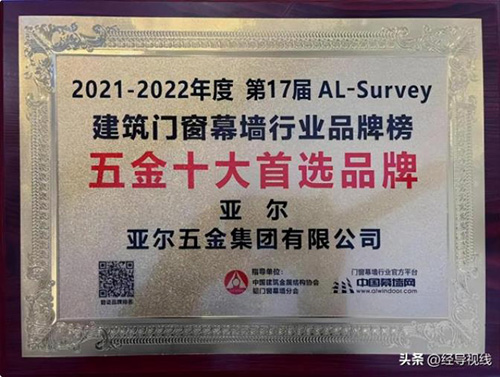 2021-2022年度 第17届 AL-Survey
建筑门窗幕墙行业品牌榜
五金十大首选品牌
亚尔
亚尔五金集团有限公司
指导单位：
中国建筑金属结构协会
铝门窗幕墙分会
门窗幕墙行业官方平台
中国幕墙网
www.alwindoor.com
头条 @经导视线